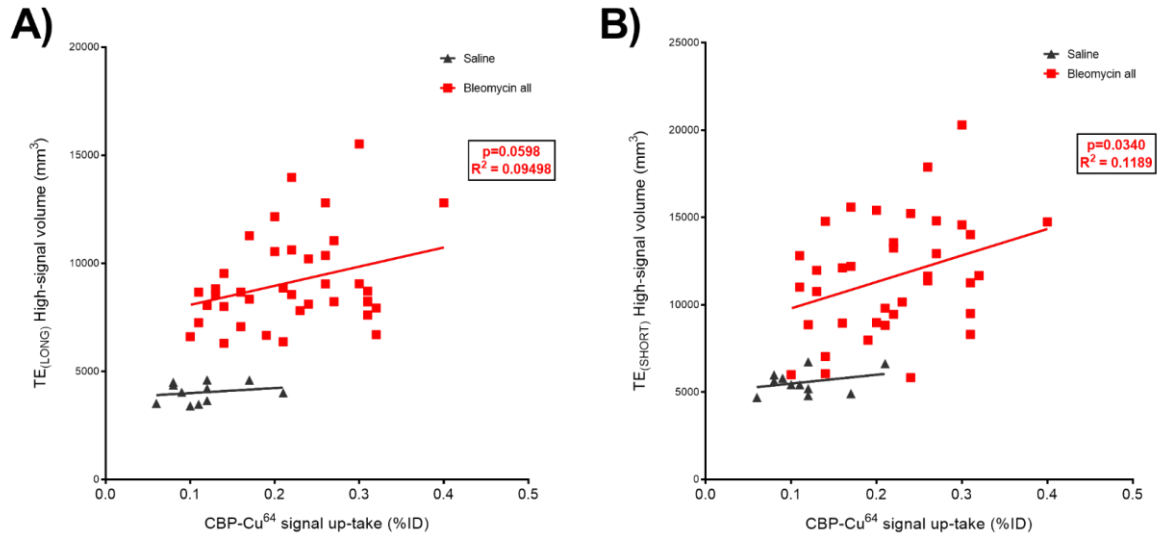 A)
20000
15000
10000
5000
0
TE(LONG) High-signal volume (mm³)
Saline
Bleomycin all
p=0.0598
R² = 0.09498
0.0 0.1 0.2 0.3 0.4 0.5
CBP-Cu⁶⁴ signal up-take (%ID)
B)
25000
20000
15000
10000
5000
0
TE(SHORT) High-signal volume (mm³)
Saline
Bleomycin all
p=0.0340
R² = 0.1189
0.0 0.1 0.2 0.3 0.4 0.5
CBP-Cu⁶⁴ signal up-take (%ID)